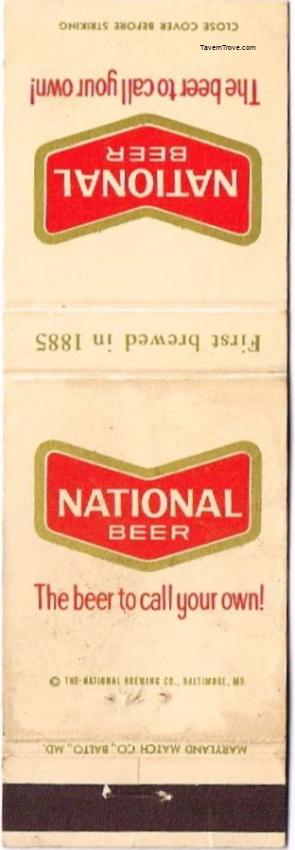 CLOSE COVER BEFORE STRIKING
TavernTrove.com
The beer to call your own!
NATIONAL
BEER
First brewed in 1885
NATIONAL
BEER
The beer to call your own!
© THE NATIONAL BREWING CO., BALTIMORE, MD.
MARYLAND MATCH CO., BALTO., MD.